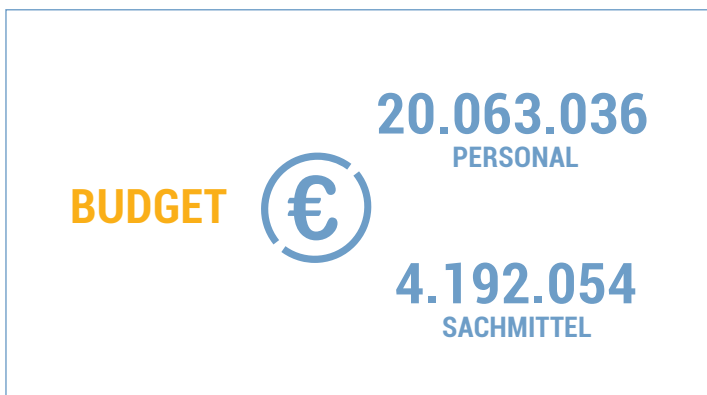 BUDGET
€
20.063.036
PERSONAL
4.192.054
SACHMITTEL